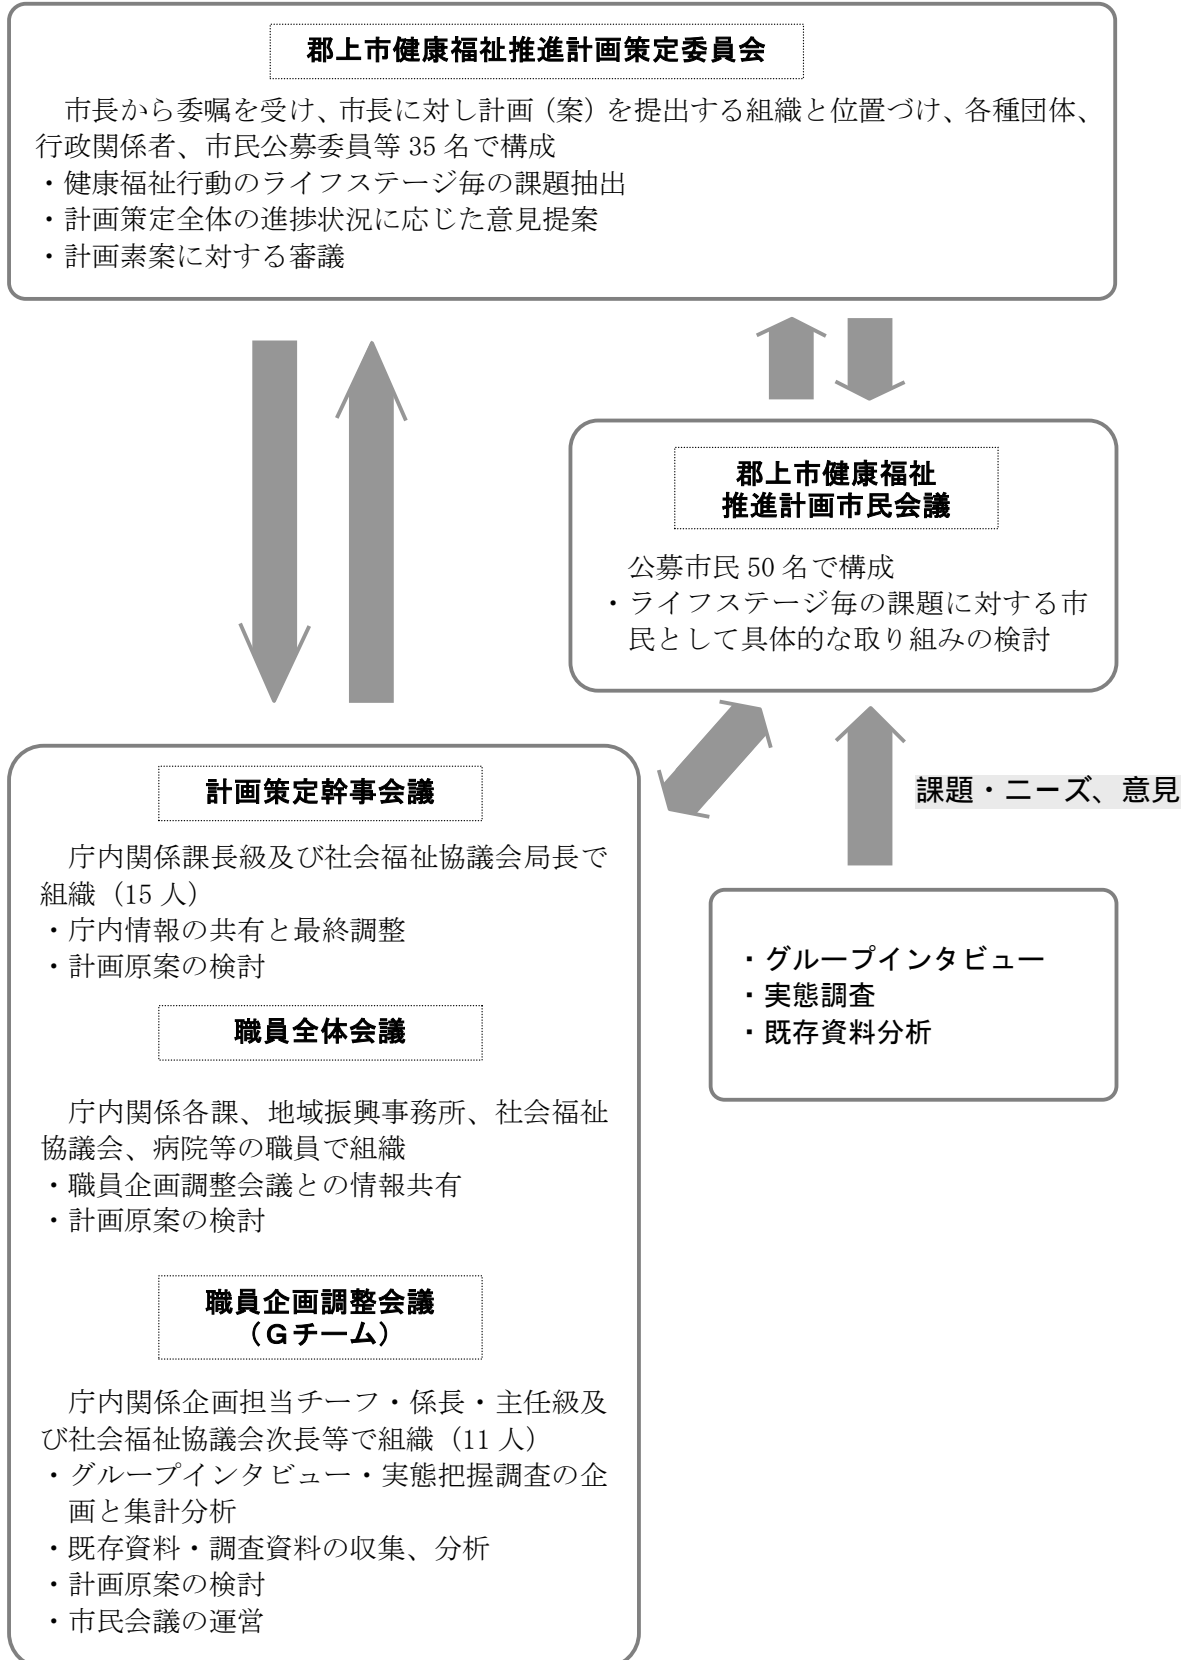 郡上市健康福祉推進計画策定委員会
市長から委嘱を受け、市長に対し計画（案）を提出する組織と位置づけ、各種団体、
行政関係者、市民公募委員等 35 名で構成
・健康福祉行動のライフステージ毎の課題抽出
・計画策定全体の進捗状況に応じた意見提案
・計画素案に対する審議
郡上市健康福祉
推進計画市民会議
公募市民 50 名で構成
・ライフステージ毎の課題に対する市
民として具体的な取り組みの検討
課題・ニーズ、意見
・グループインタビュー
・実態調査
・既存資料分析
計画策定幹事会議
庁内関係課長級及び社会福祉協議会局長で
組織（15 人）
・庁内情報の共有と最終調整
・計画原案の検討
職員全体会議
庁内関係各課、地域振興事務所、社会福祉
協議会、病院等の職員で組織
・職員企画調整会議との情報共有
・計画原案の検討
職員企画調整会議
（Ｇチーム）
庁内関係企画担当チーフ・係長・主任級及
び社会福祉協議会次長等で組織（11 人）
・グループインタビュー・実態把握調査の企
画と集計分析
・既存資料・調査資料の収集、分析
・計画原案の検討
・市民会議の運営